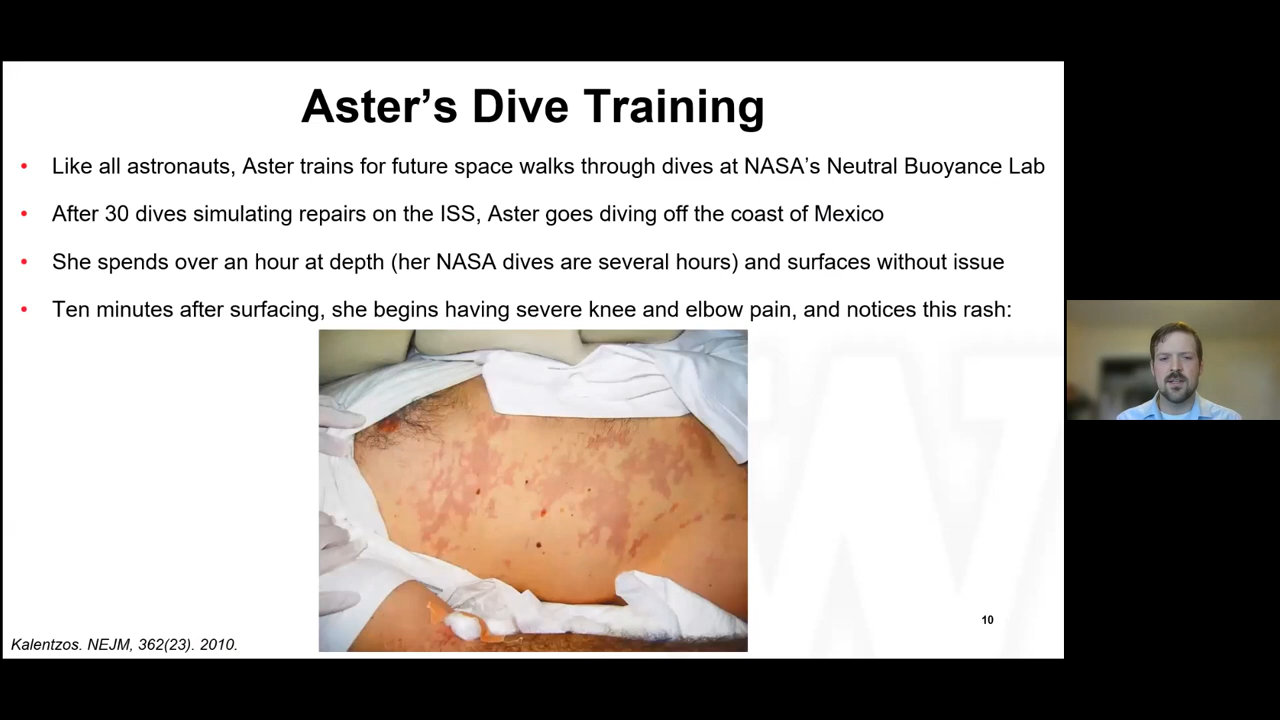 Aster’s Dive Training
• Like all astronauts, Aster trains for future space walks through dives at NASA’s Neutral Buoyance Lab
• After 30 dives simulating repairs on the ISS, Aster goes diving off the coast of Mexico
• She spends over an hour at depth (her NASA dives are several hours) and surfaces without issue
• Ten minutes after surfacing, she begins having severe knee and elbow pain, and notices this rash:
10
Kalentzos. NEJM, 362(23). 2010.